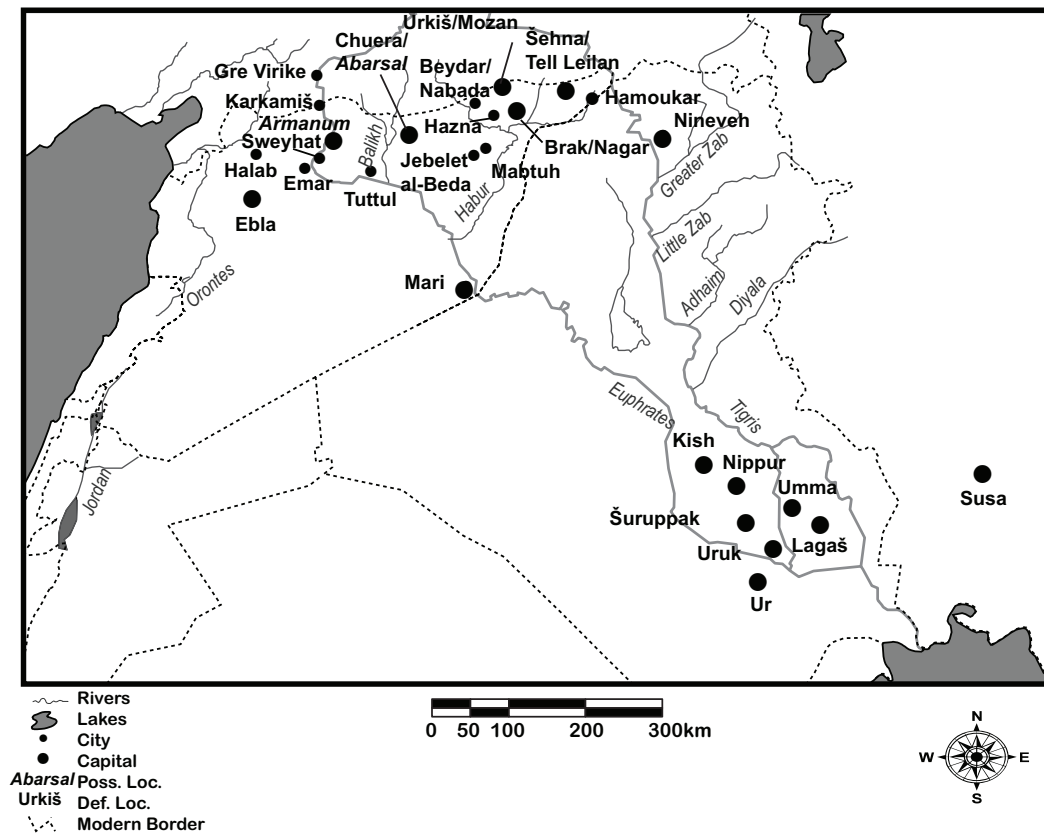 Urkiš/Mozan
Chuera/
Abarsal
Šehna/
Tell Leilan
Beydar/
Nabada
Gre Virike
Karkamiš
Hamoukar
Armanum
Hazna
Nineveh
Sweyhat
Balikh
Brak/Nagar
Halab
Emar
Tuttul
Jebelet
al-Beda
Mabtuh
Greater Zab
Habur
Ebla
Little Zab
Orontes
Mari
Adhaim
Diyala
Euphrates
Tigris
Kish
Nippur
Umma
Susa
Šuruppak
Uruk
Lagaš
Jordan
Ur
Rivers
Lakes
City
Capital
Abarsal Poss. Loc.
Urkiš Def. Loc.
Modern Border
0 50 100 200 300km
N
W E
S